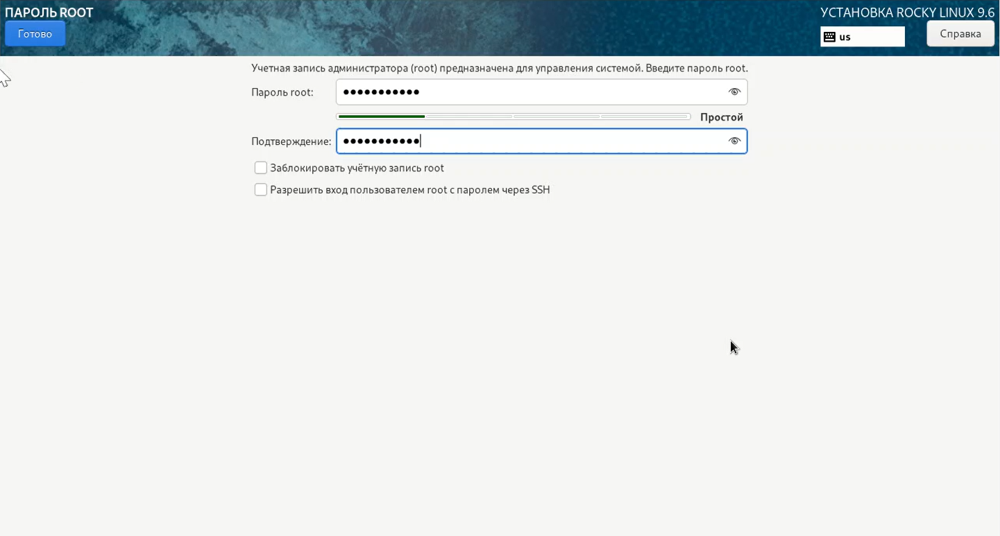 ПАРОЛЬ ROOT
УСТАНОВКА ROCKY LINUX 9.6
Готово
us
Справка
Учетная запись администратора (root) предназначена для управления системой. Введите пароль root.
Пароль root: ●●●●●●●●●●●
Простой
Подтверждение: ●●●●●●●●●●●
Заблокировать учётную запись root
Разрешить вход пользователем root с паролем через SSH